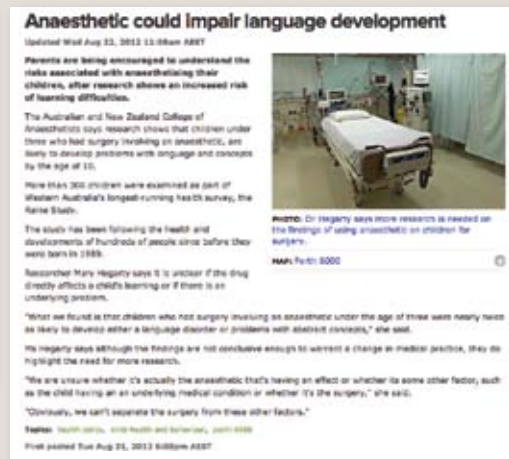 Anaesthetic could impair language development
Updated Wed Aug 22, 2012 11:08am AEST
Parents are being encouraged to understand the
risks associated with anaesthetising their
children, after research shows an increased risk
of learning difficulties.
The Australian and New Zealand College of
Anaesthetists says research shows that children under
three who had surgery involving an anaesthetic, are
likely to develop problems with language and concepts
by the age of 10.
More than 300 children were examined as part of
Western Australia's longest-running health survey, the
Raine Study.
The study has been following the health and
developments of hundreds of people since before they
were born in 1989.
Researcher Mary Hegarty says it is unclear if the drug
directly affects a child's learning or if there is an
underlying problem.
PHOTO: Dr Hegarty says more research is needed on
the findings of using anaesthetic on children for
surgery.
MAP: Perth 6000
"What we found is that children who had surgery involving an anaesthetic under the age of three were nearly twice
as likely to develop either a language disorder or problems with abstract concepts," she said.
Ms Hegarty says although the findings are not conclusive enough to warrant a change in medical practice, they do
highlight the need for more research.
"We are unsure whether it's actually the anaesthetic that's having an effect or whether its some other factor, such
as the child having an an underlying medical condition or whether it's the surgery," she said.
"Obviously, we can't separate the surgery from these other factors."
Topics: health, child-health-and-behaviour, perth-6000
First posted Tue Aug 21, 2012 6:08pm AEST